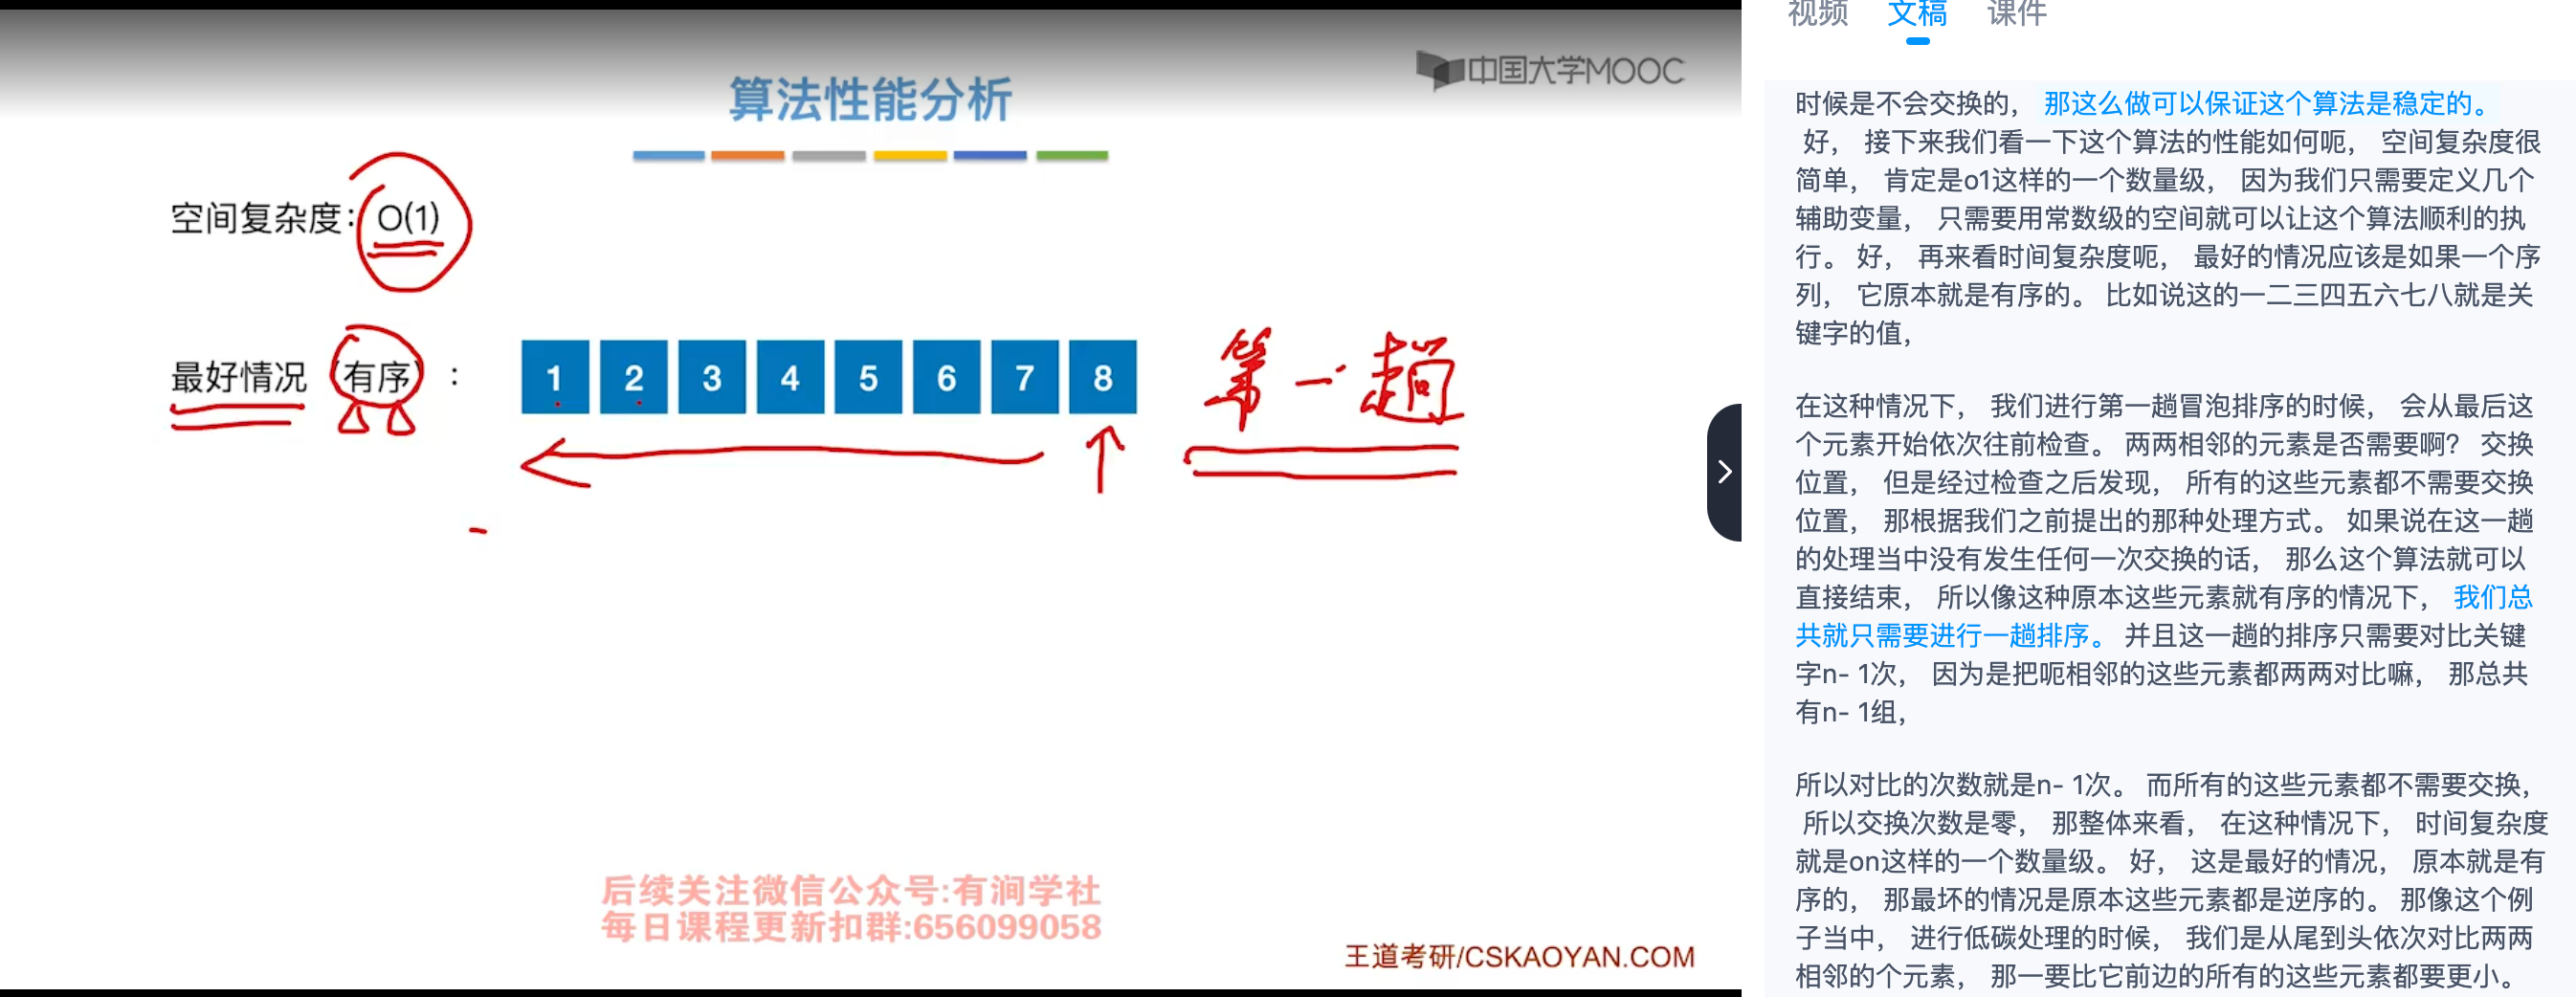 中国大学MOOC
算法性能分析
空间复杂度：O(1)
最好情况（有序）：
1 2 3 4 5 6 7 8
第一趟
后续关注微信公众号:有涧学社
每日课程更新扣群:656099058
王道考研/CSKAOYAN.COM
视频 文稿 课件
时候是不会交换的， 那这么做可以保证这个算法是稳定的。
好， 接下来我们看一下这个算法的性能如何呃， 空间复杂度很
简单， 肯定是o1这样的一个数量级， 因为我们只需要定义几个
辅助变量， 只需要用常数级的空间就可以让这个算法顺利的执
行。 好， 再来看时间复杂度呃， 最好的情况应该是如果一个序
列， 它原本就是有序的。 比如说这的一二三四五六七八就是关
键字的值，
在这种情况下， 我们进行第一趟冒泡排序的时候， 会从最后这
个元素开始依次往前检查。 两两相邻的元素是否需要啊？ 交换
位置， 但是经过检查之后发现， 所有的这些元素都不需要交换
位置， 那根据我们之前提出的那种处理方式。 如果说在这一趟
的处理当中没有发生任何一次交换的话， 那么这个算法就可以
直接结束， 所以像这种原本这些元素就有序的情况下， 我们总
共就只需要进行一趟排序。 并且这一趟的排序只需要对比关键
字n- 1次， 因为是把呃相邻的这些元素都两两对比嘛， 那总共
有n- 1组，
所以对比的次数就是n- 1次。 而所有的这些元素都不需要交换，
所以交换次数是零， 那整体来看， 在这种情况下， 时间复杂度
就是on这样的一个数量级。 好， 这是最好的情况， 原本就是有
序的， 那最坏的情况是原本这些元素都是逆序的。 那像这个例
子当中， 进行低碳处理的时候， 我们是从尾到头依次对比两两
相邻的个元素， 那一要比它前边的所有的这些元素都要更小。